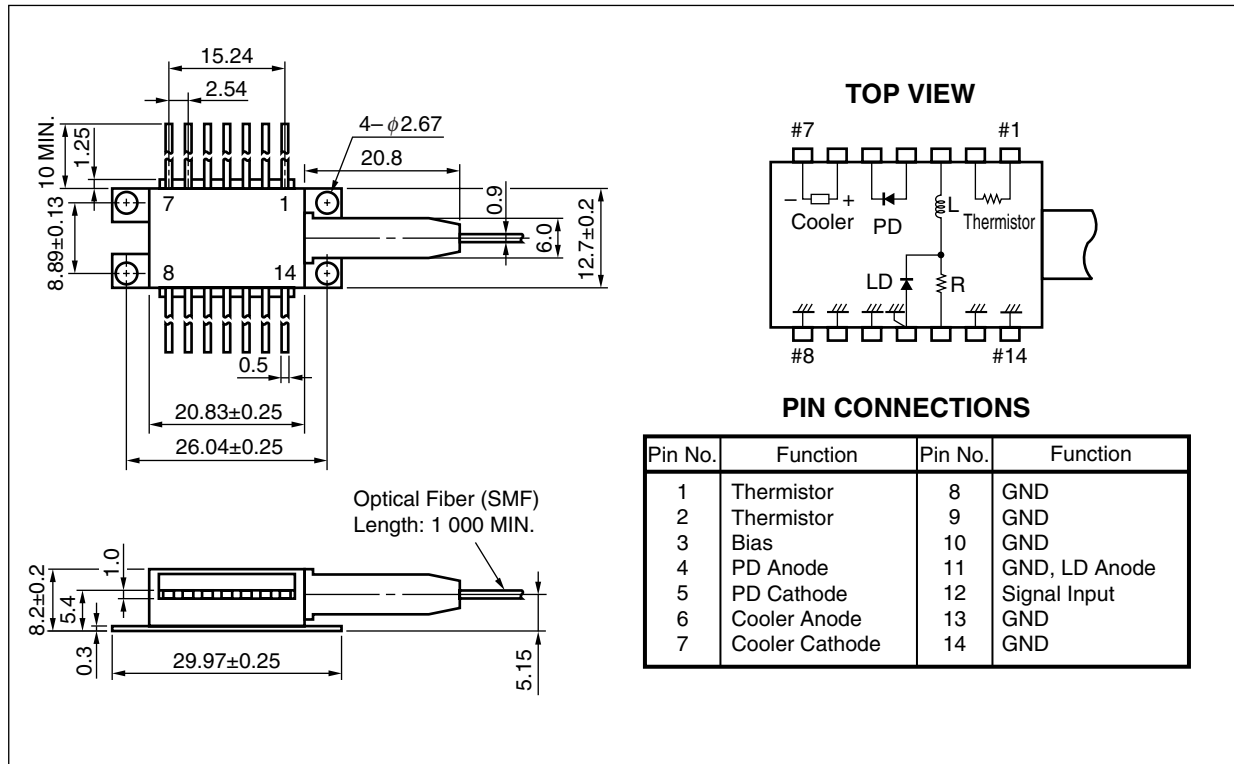 15.24
2.54
10 MIN.
1.25
4–ϕ2.67
20.8
7 1
0.9
6.0
12.7±0.2
8.89±0.13
8 14
0.5
20.83±0.25
26.04±0.25
Optical Fiber (SMF)
Length: 1 000 MIN.
8.2±0.2
5.4
1.0
0.3
29.97±0.25
5.15
TOP VIEW
#7 #1
– +
Cooler
PD
L
Thermistor
LD
R
#8 #14
PIN CONNECTIONS
Pin No. Function Pin No. Function
1 Thermistor 8 GND
2 Thermistor 9 GND
3 Bias 10 GND
4 PD Anode 11 GND, LD Anode
5 PD Cathode 12 Signal Input
6 Cooler Anode 13 GND
7 Cooler Cathode 14 GND